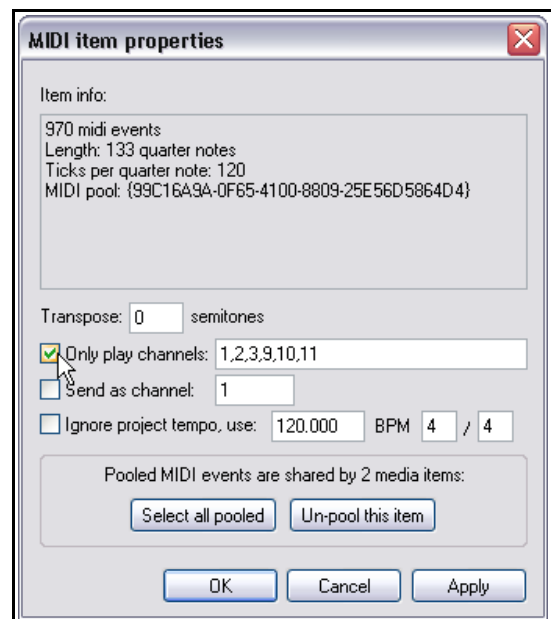 MIDI item properties
Item info:
970 midi events
Length: 133 quarter notes
Ticks per quarter note: 120
MIDI pool: {99C16A9A-0F65-4100-8809-25E56D5864D4}
Transpose: 0 semitones
Only play channels: 1,2,3,9,10,11
Send as channel: 1
Ignore project tempo, use: 120.000 BPM 4 / 4
Pooled MIDI events are shared by 2 media items:
Select all pooled Un-pool this item
OK Cancel Apply